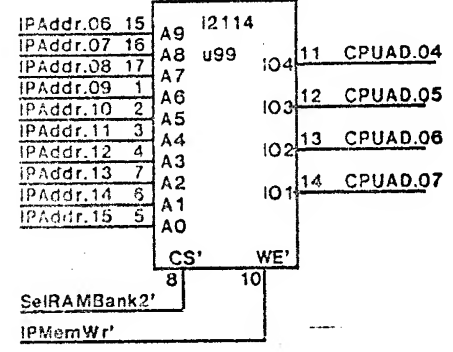 IPAddr.06 15 A9 i2114
IPAddr.07 16 A8 u99 IO4 11 CPUAD.04
IPAddr.08 17 A7
IPAddr.09 1 A6 IO3 12 CPUAD.05
IPAddr.10 2 A5
IPAddr.11 3 A4 IO2 13 CPUAD.06
IPAddr.12 4 A3
IPAddr.13 7 A2 IO1 14 CPUAD.07
IPAddr.14 6 A1
IPAddr.15 5 A0
CS' WE'
8 10
SelRAMBank2'
IPMemWr'